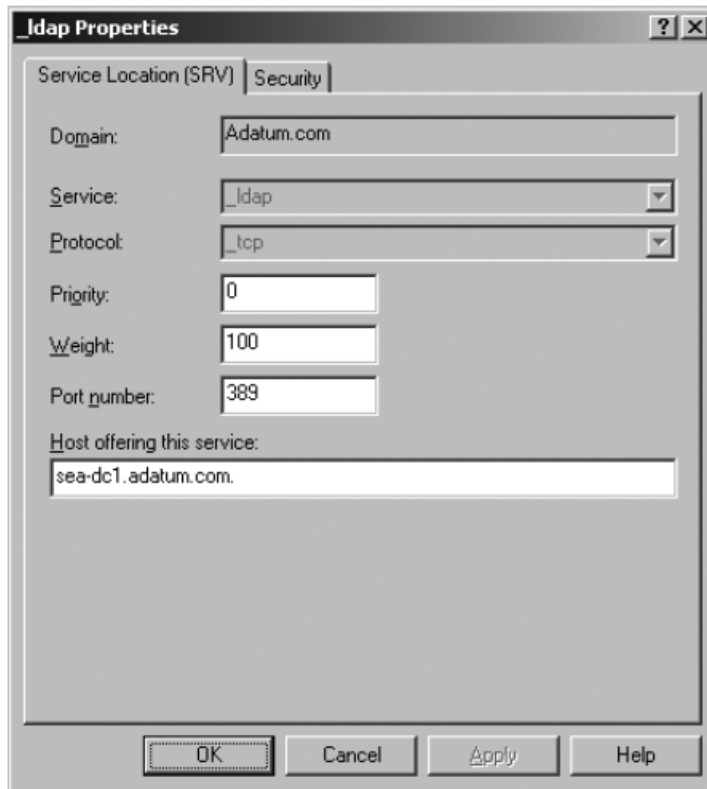 _ldap Properties
Service Location (SRV) Security
Domain: Adatum.com
Service: _ldap
Protocol: _tcp
Priority: 0
Weight: 100
Port number: 389
Host offering this service:
sea-dc1.adatum.com.
OK Cancel Apply Help